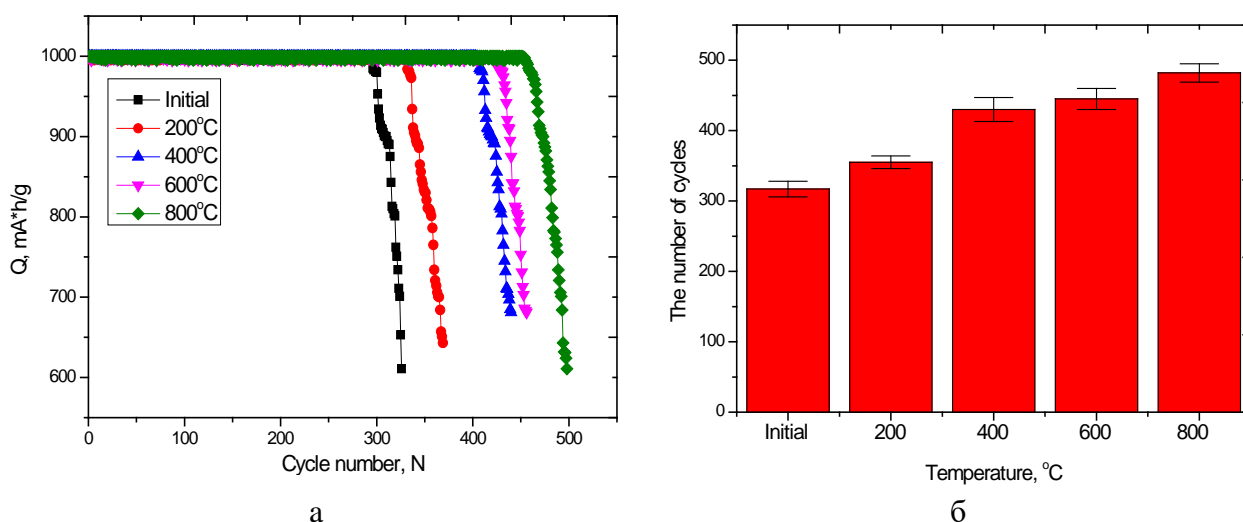 1000
900
800
700
600
Q, mA*h/g
Initial
200°C
400°C
600°C
800°C
0 100 200 300 400 500
Cycle number, N
а
500
400
300
200
100
0
The number of cycles
Initial 200 400 600 800
Temperature, °C
б